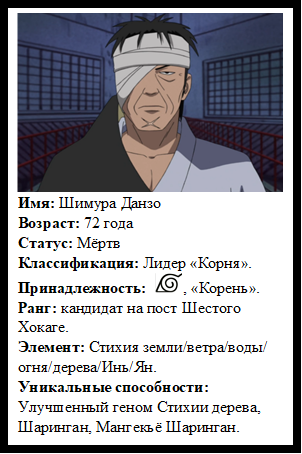 Имя: Шимура Данзо
Возраст: 72 года
Статус: Мёртв
Классификация: Лидер «Корня».
Принадлежность: , «Корень».
Ранг: кандидат на пост Шестого
Хокаге.
Элемент: Стихия земли/ветра/воды/
огня/дерева/Инь/Ян.
Уникальные способности:
Улучшенный геном Стихии дерева,
Шаринган, Мангекьё Шаринган.